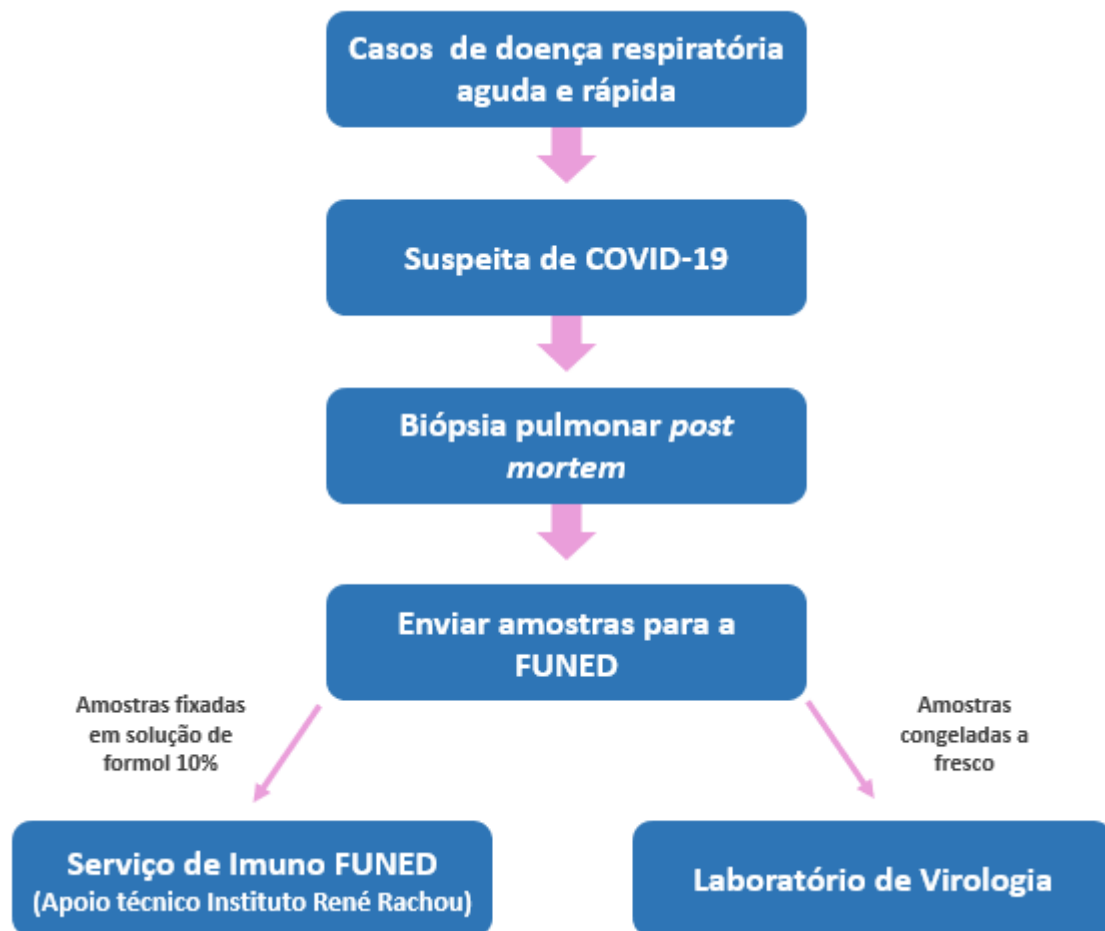 Casos de doença respiratória
aguda e rápida
Suspeita de COVID-19
Biópsia pulmonar post
mortem
Enviar amostras para a
FUNED
Amostras fixadas
em solução de
formol 10%
Amostras
congeladas a
fresco
Serviço de Imuno FUNED
(Apoio técnico Instituto René Rachou)
Laboratório de Virologia